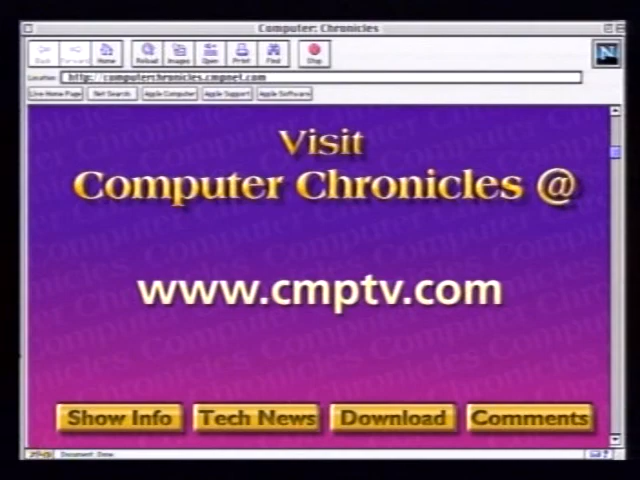 Computer: Chronicles
Back Forward Home Reload Images Open Print Find Stop
N
Location: http://computerchronicles.cmpnet.com
Live Home Page Net Search Apple Computer Apple Support Apple Software
Visit
Computer Chronicles @
www.cmptv.com
Show Info Tech News Download Comments
Document: Done.